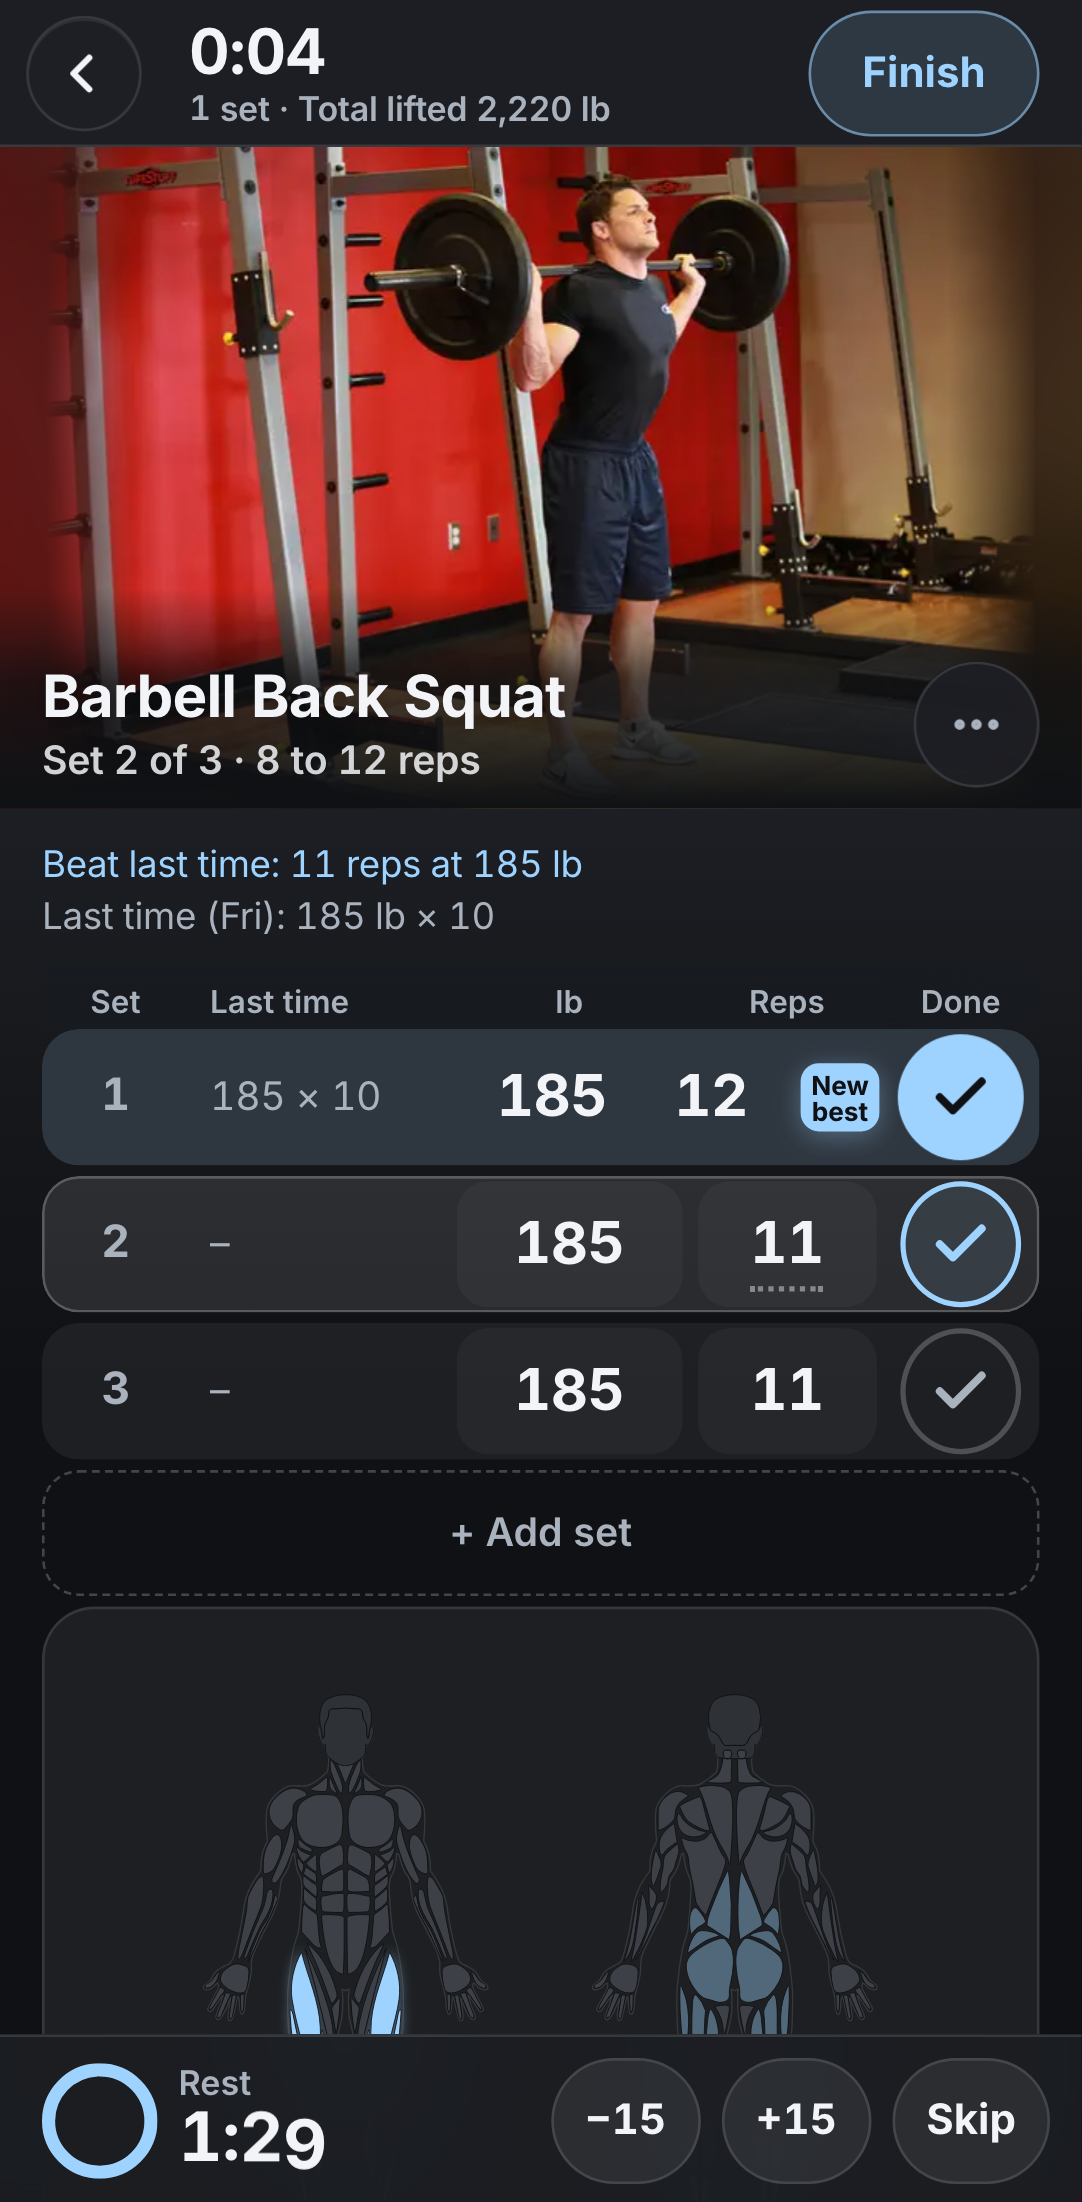 0:04
1 set · Total lifted 2,220 lb
Finish
Barbell Back Squat
Set 2 of 3 · 8 to 12 reps
Beat last time: 11 reps at 185 lb
Last time (Fri): 185 lb × 10
Set Last time lb Reps Done
1 185 × 10 185 12 New best
2 – 185 11
3 – 185 11
+ Add set
Rest
1:29
−15 +15 Skip